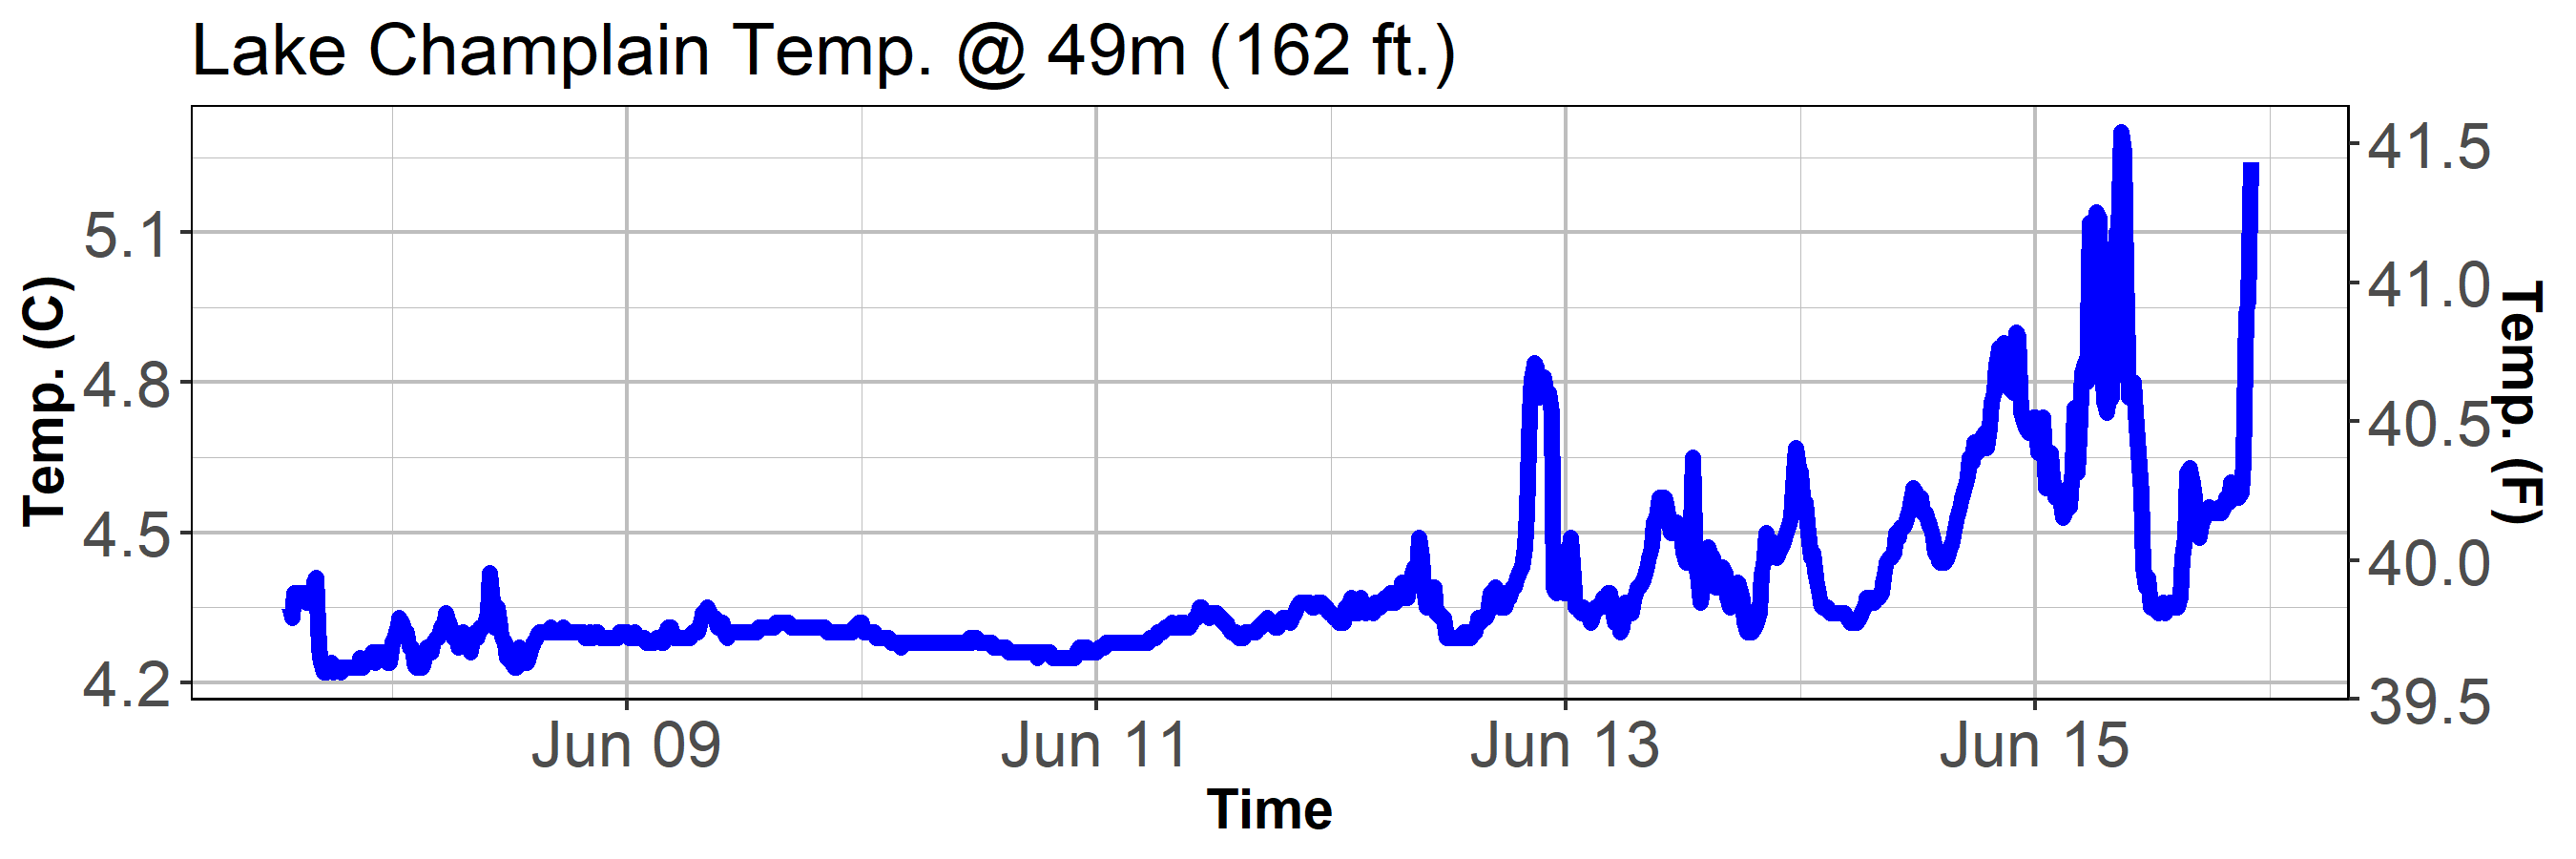 Lake Champlain Temp. @ 49m (162 ft.)
Temp. (C)
5.1
4.8
4.5
4.2
41.5
41.0
40.5
40.0
39.5
Temp. (F)
Jun 09 Jun 11 Jun 13 Jun 15
Time